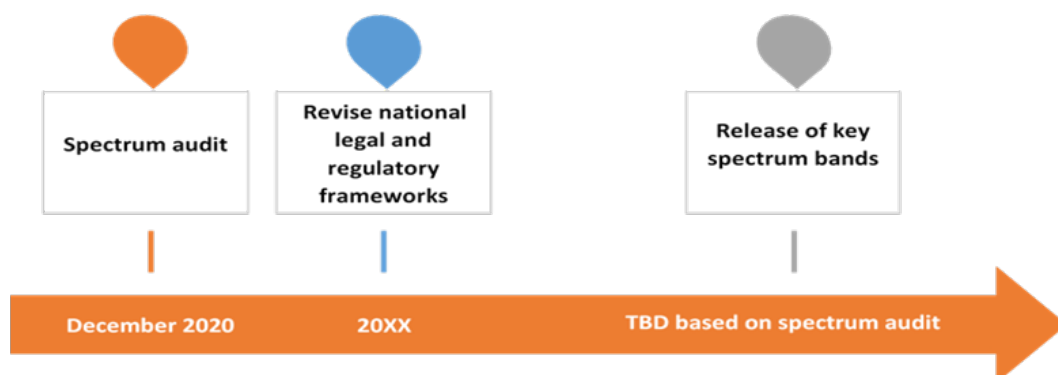 Spectrum audit
Revise national
legal and
regulatory
frameworks
Release of key
spectrum bands
December 2020
20XX
TBD based on spectrum audit